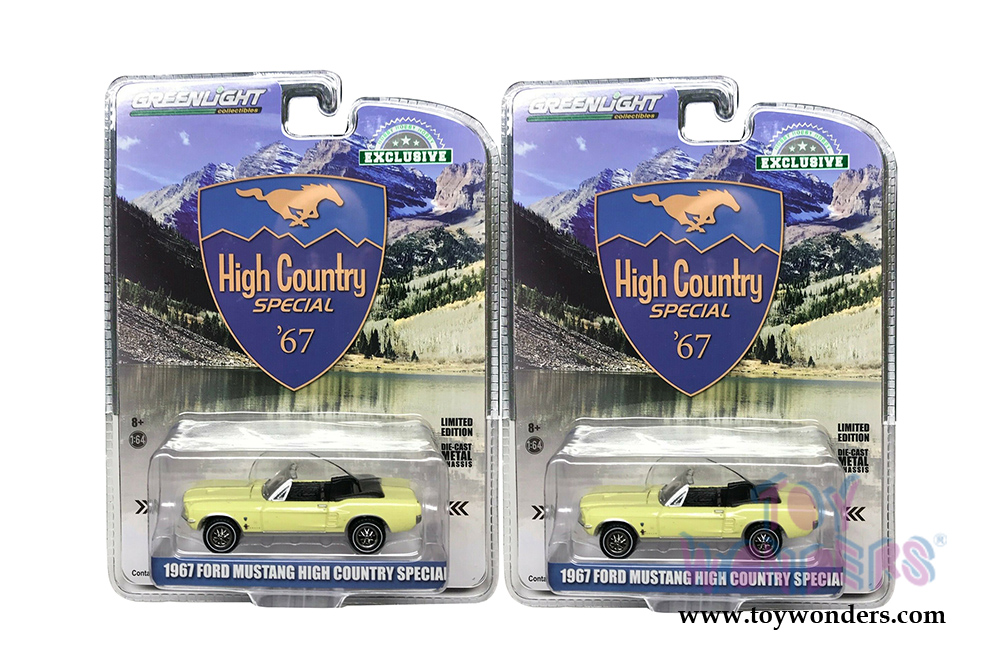 GREENLIGHT
collectibles
EXCLUSIVE
High Country
SPECIAL
'67
8+
1:64
LIMITED
EDITION
DIE-CAST
METAL
CHASSIS
1967 FORD MUSTANG HIGH COUNTRY SPECIAL
GREENLIGHT
collectibles
EXCLUSIVE
High Country
SPECIAL
'67
8+
1:64
LIMITED
EDITION
DIE-CAST
METAL
CHASSIS
1967 FORD MUSTANG HIGH COUNTRY SPECIAL
TOY
WONDERS®
www.toywonders.com